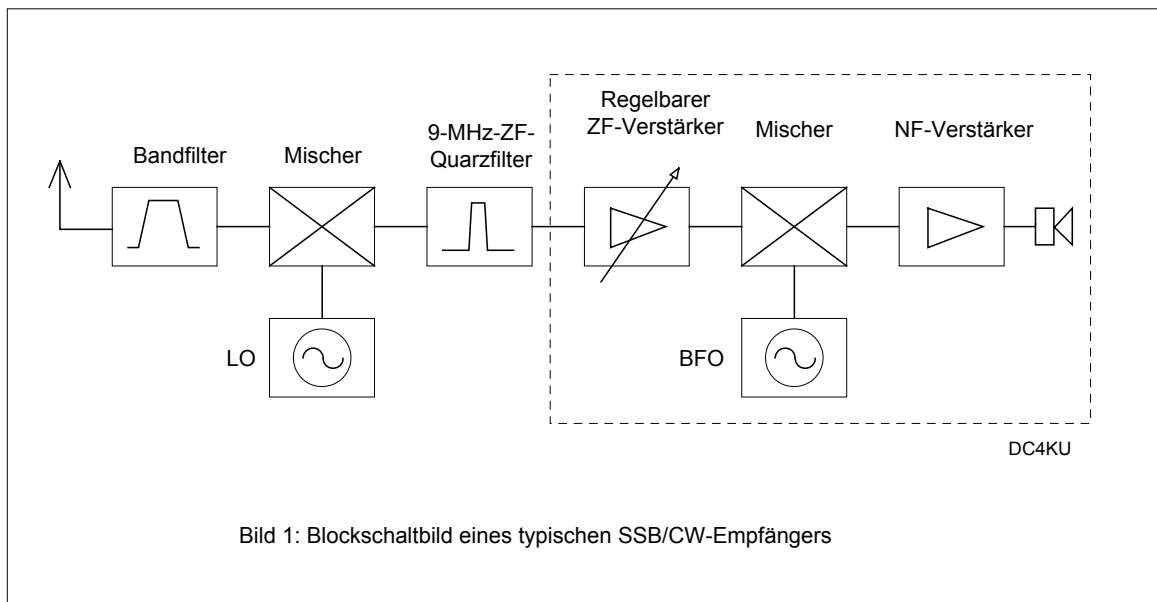 Regelbarer
ZF-Verstärker
Mischer
NF-Verstärker
9-MHz-ZF-
Quarzfilter
Bandfilter
Mischer
LO
BFO
DC4KU
Bild 1: Blockschaltbild eines typischen SSB/CW-Empfängers